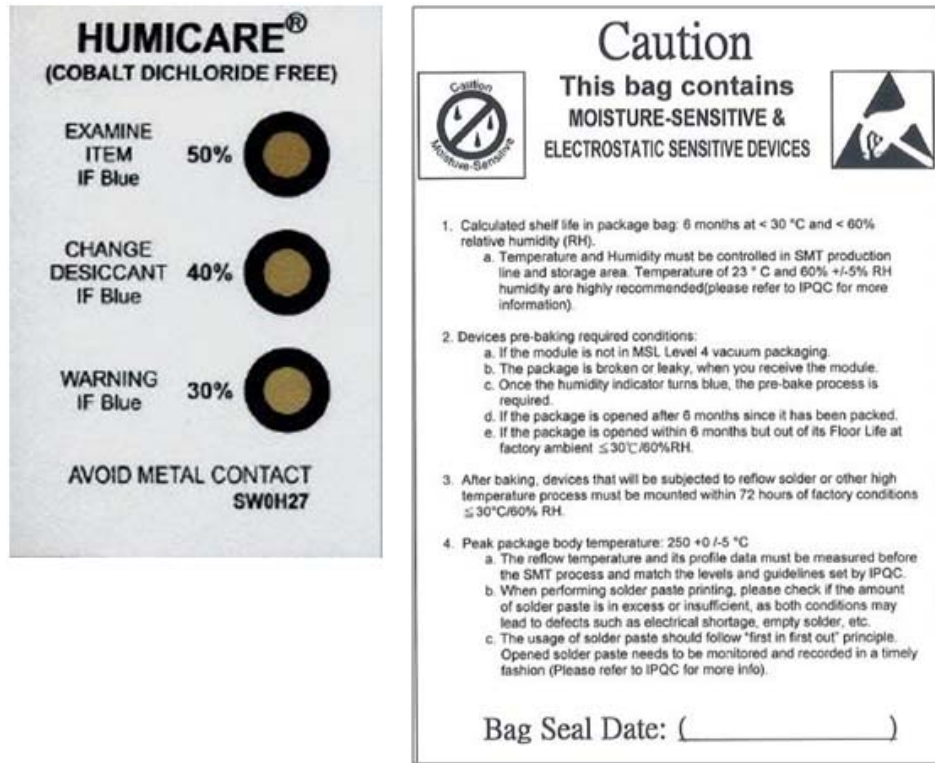 HUMICARE®
(COBALT DICHLORIDE FREE)
EXAMINE
ITEM 50%
IF Blue
CHANGE
DESICCANT 40%
IF Blue
WARNING
IF Blue 30%
AVOID METAL CONTACT
SW0H27
Caution
This bag contains
MOISTURE-SENSITIVE &
ELECTROSTATIC SENSITIVE DEVICES
Caution
Moisture-Sensitive
1. Calculated shelf life in package bag: 6 months at < 30 °C and < 60%
relative humidity (RH).
a. Temperature and Humidity must be controlled in SMT production
line and storage area. Temperature of 23 ° C and 60% +/-5% RH
humidity are highly recommended(please refer to IPQC for more
information).
2. Devices pre-baking required conditions:
a. If the module is not in MSL Level 4 vacuum packaging.
b. The package is broken or leaky, when you receive the module.
c. Once the humidity indicator turns blue, the pre-bake process is
required.
d. If the package is opened after 6 months since it has been packed.
e. If the package is opened within 6 months but out of its Floor Life at
factory ambient ≦30℃/60%RH.
3. After baking, devices that will be subjected to reflow solder or other high
temperature process must be mounted within 72 hours of factory conditions
≦30°C/60% RH.
4. Peak package body temperature: 250 +0 /-5 °C
a. The reflow temperature and its profile data must be measured before
the SMT process and match the levels and guidelines set by IPQC.
b. When performing solder paste printing, please check if the amount
of solder paste is in excess or insufficient, as both conditions may
lead to defects such as electrical shortage, empty solder, etc.
c. The usage of solder paste should follow "first in first out" principle.
Opened solder paste needs to be monitored and recorded in a timely
fashion (Please refer to IPQC for more info).
Bag Seal Date: (____________)